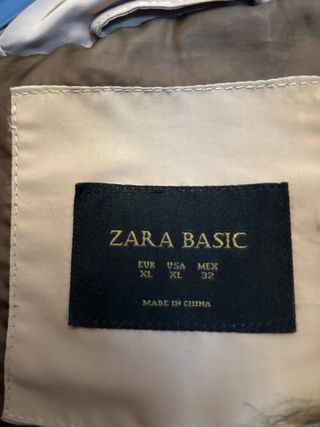 ZARA BASIC
EUR USA MEX
XL XL 32
MADE IN CHINA